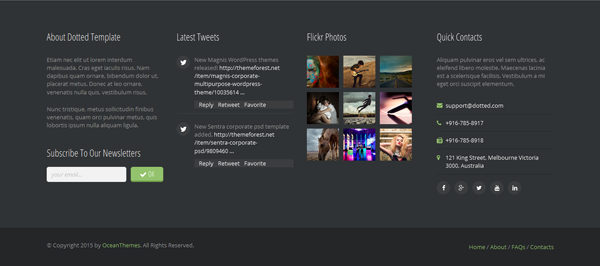 About Dotted Template
Etiam nec elit ut lorem interdum
malesuada. Cras eget iaculis risus. Nam
dapibus quam ornare, bibendum dolor ut,
placerat metus. Donec at leo ornare,
venenatis nulla quis, vestibulum risus.
Nunc tristique, metus sollicitudin finibus
venenatis, quam orci pulvinar metus, quis
lobortis ipsum nulla aliquam ligula.
Subscribe To Our Newsletters
your email...
OK
Latest Tweets
New Magnis WordPress themes
released! http://themeforest.net
/item/magnis-corporate-
multipurpose-wordpress-
theme/10035614 ...
Reply Retweet Favorite
New Sentra corporate psd template
added. http://themeforest.net
/item/sentra-corporate-
psd/9809460 ...
Reply Retweet Favorite
Flickr Photos
Quick Contacts
Aliquam pulvinar eros vel sem ultrices, ac
eleifend libero molestie. Maecenas lacinia
est a scelerisque facilisis. Vestibulum a mi
eget orci suscipit elementum.
support@dotted.com
+916-785-8917
+916-785-8918
121 King Street, Melbourne Victoria
3000, Australia
© Copyright 2015 by OceanThemes. All Rights Reserved.
Home / About / FAQs / Contacts